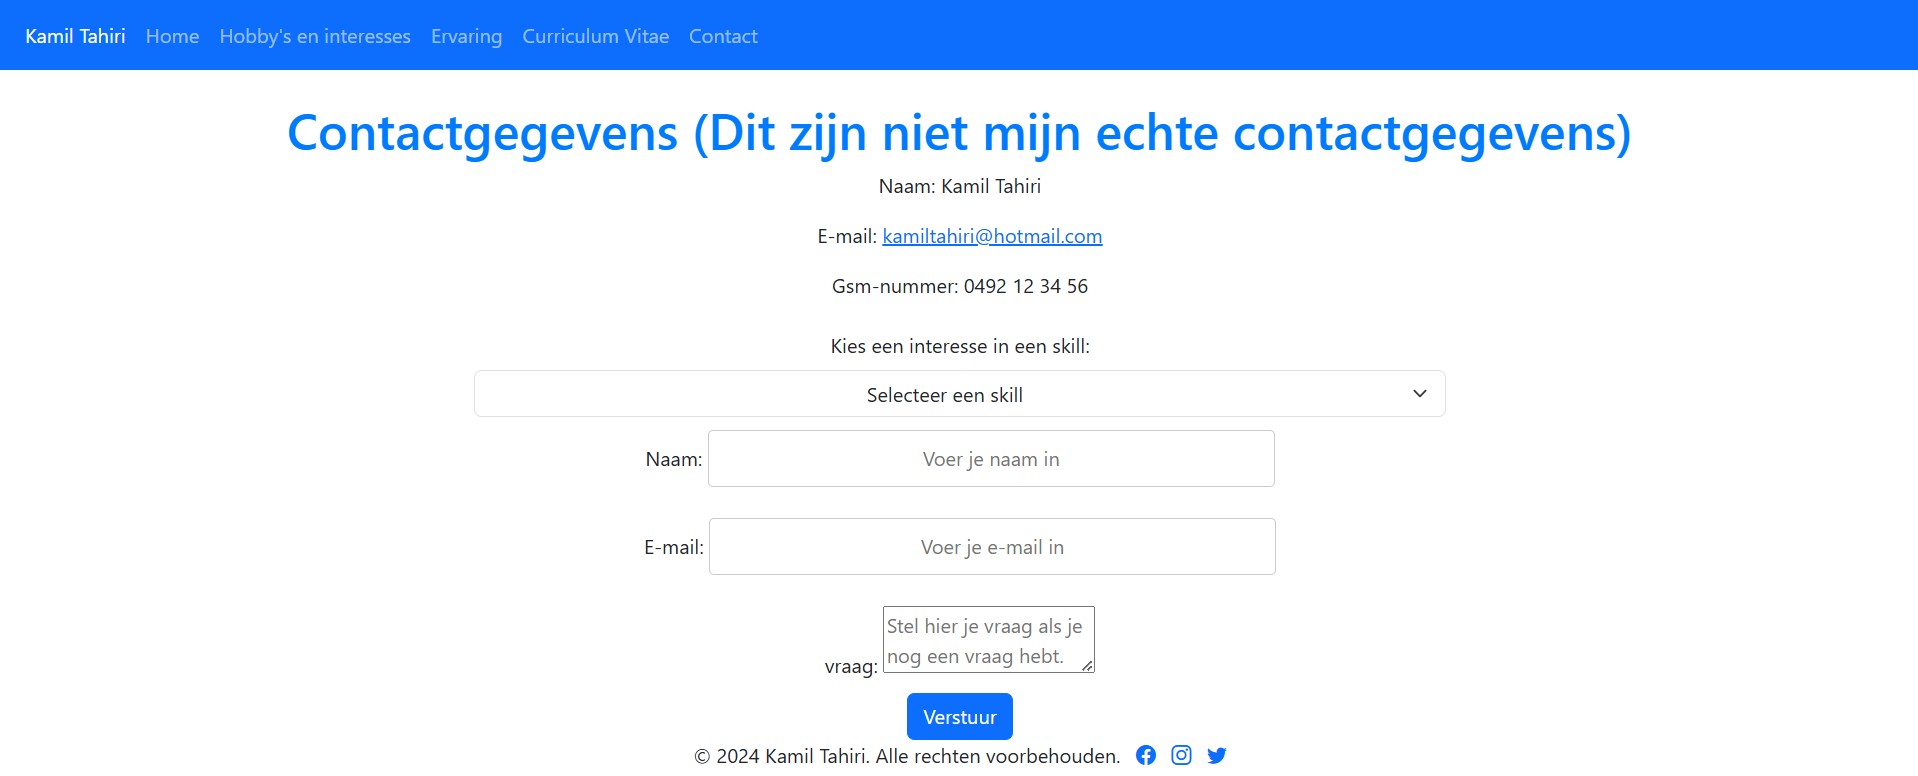 Kamil Tahiri Home Hobby's en interesses Ervaring Curriculum Vitae Contact
Contactgegevens (Dit zijn niet mijn echte contactgegevens)
Naam: Kamil Tahiri
E-mail: kamiltahiri@hotmail.com
Gsm-nummer: 0492 12 34 56
Kies een interesse in een skill:
Selecteer een skill
Naam: Voer je naam in
E-mail: Voer je e-mail in
Stel hier je vraag als je
vraag: nog een vraag hebt.
Verstuur
© 2024 Kamil Tahiri. Alle rechten voorbehouden.